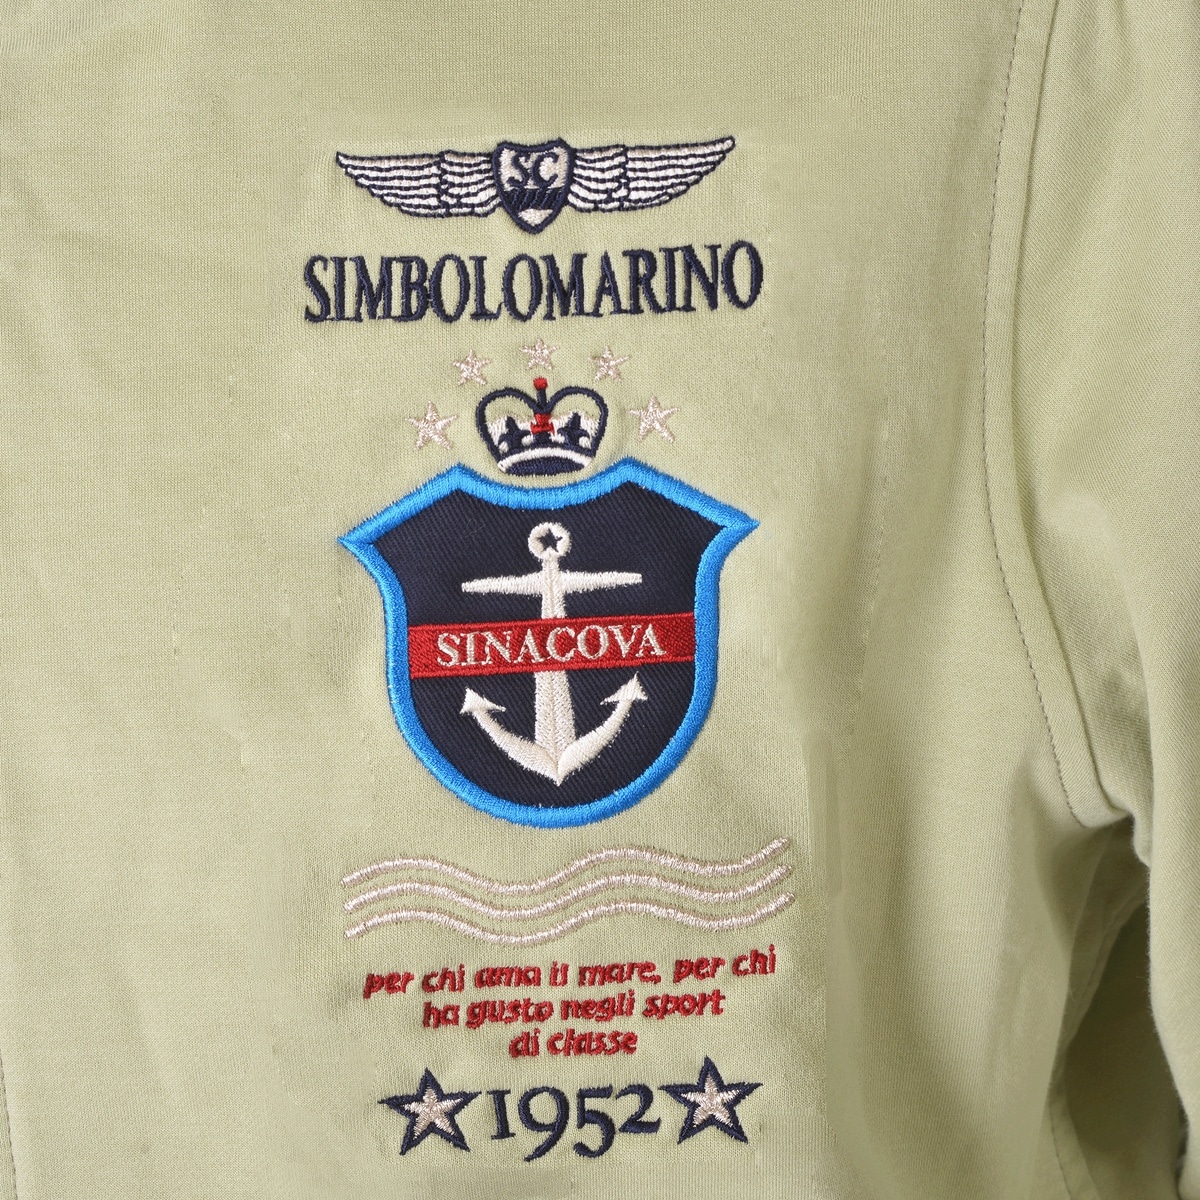 SC
SIMBOLOMARINO
SINACOVA
per chi ama il mare, per chi
ha gusto negli sport
di classe
1952